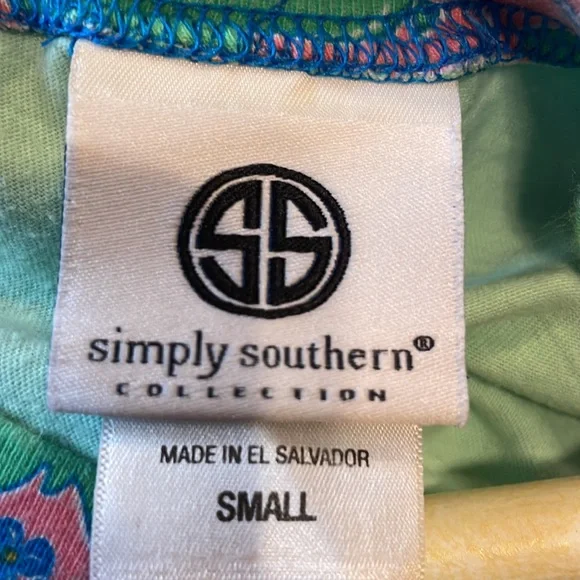 SS
simply southern®
COLLECTION
MADE IN EL SALVADOR
SMALL